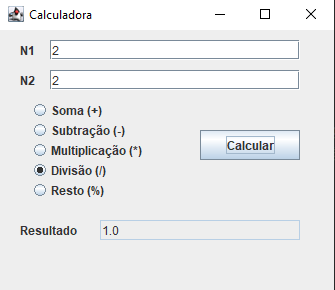 Calculadora
N1 2
N2 2
Soma (+)
Subtração (-)
Multiplicação (*)
Divisão (/)
Resto (%)
Calcular
Resultado 1.0